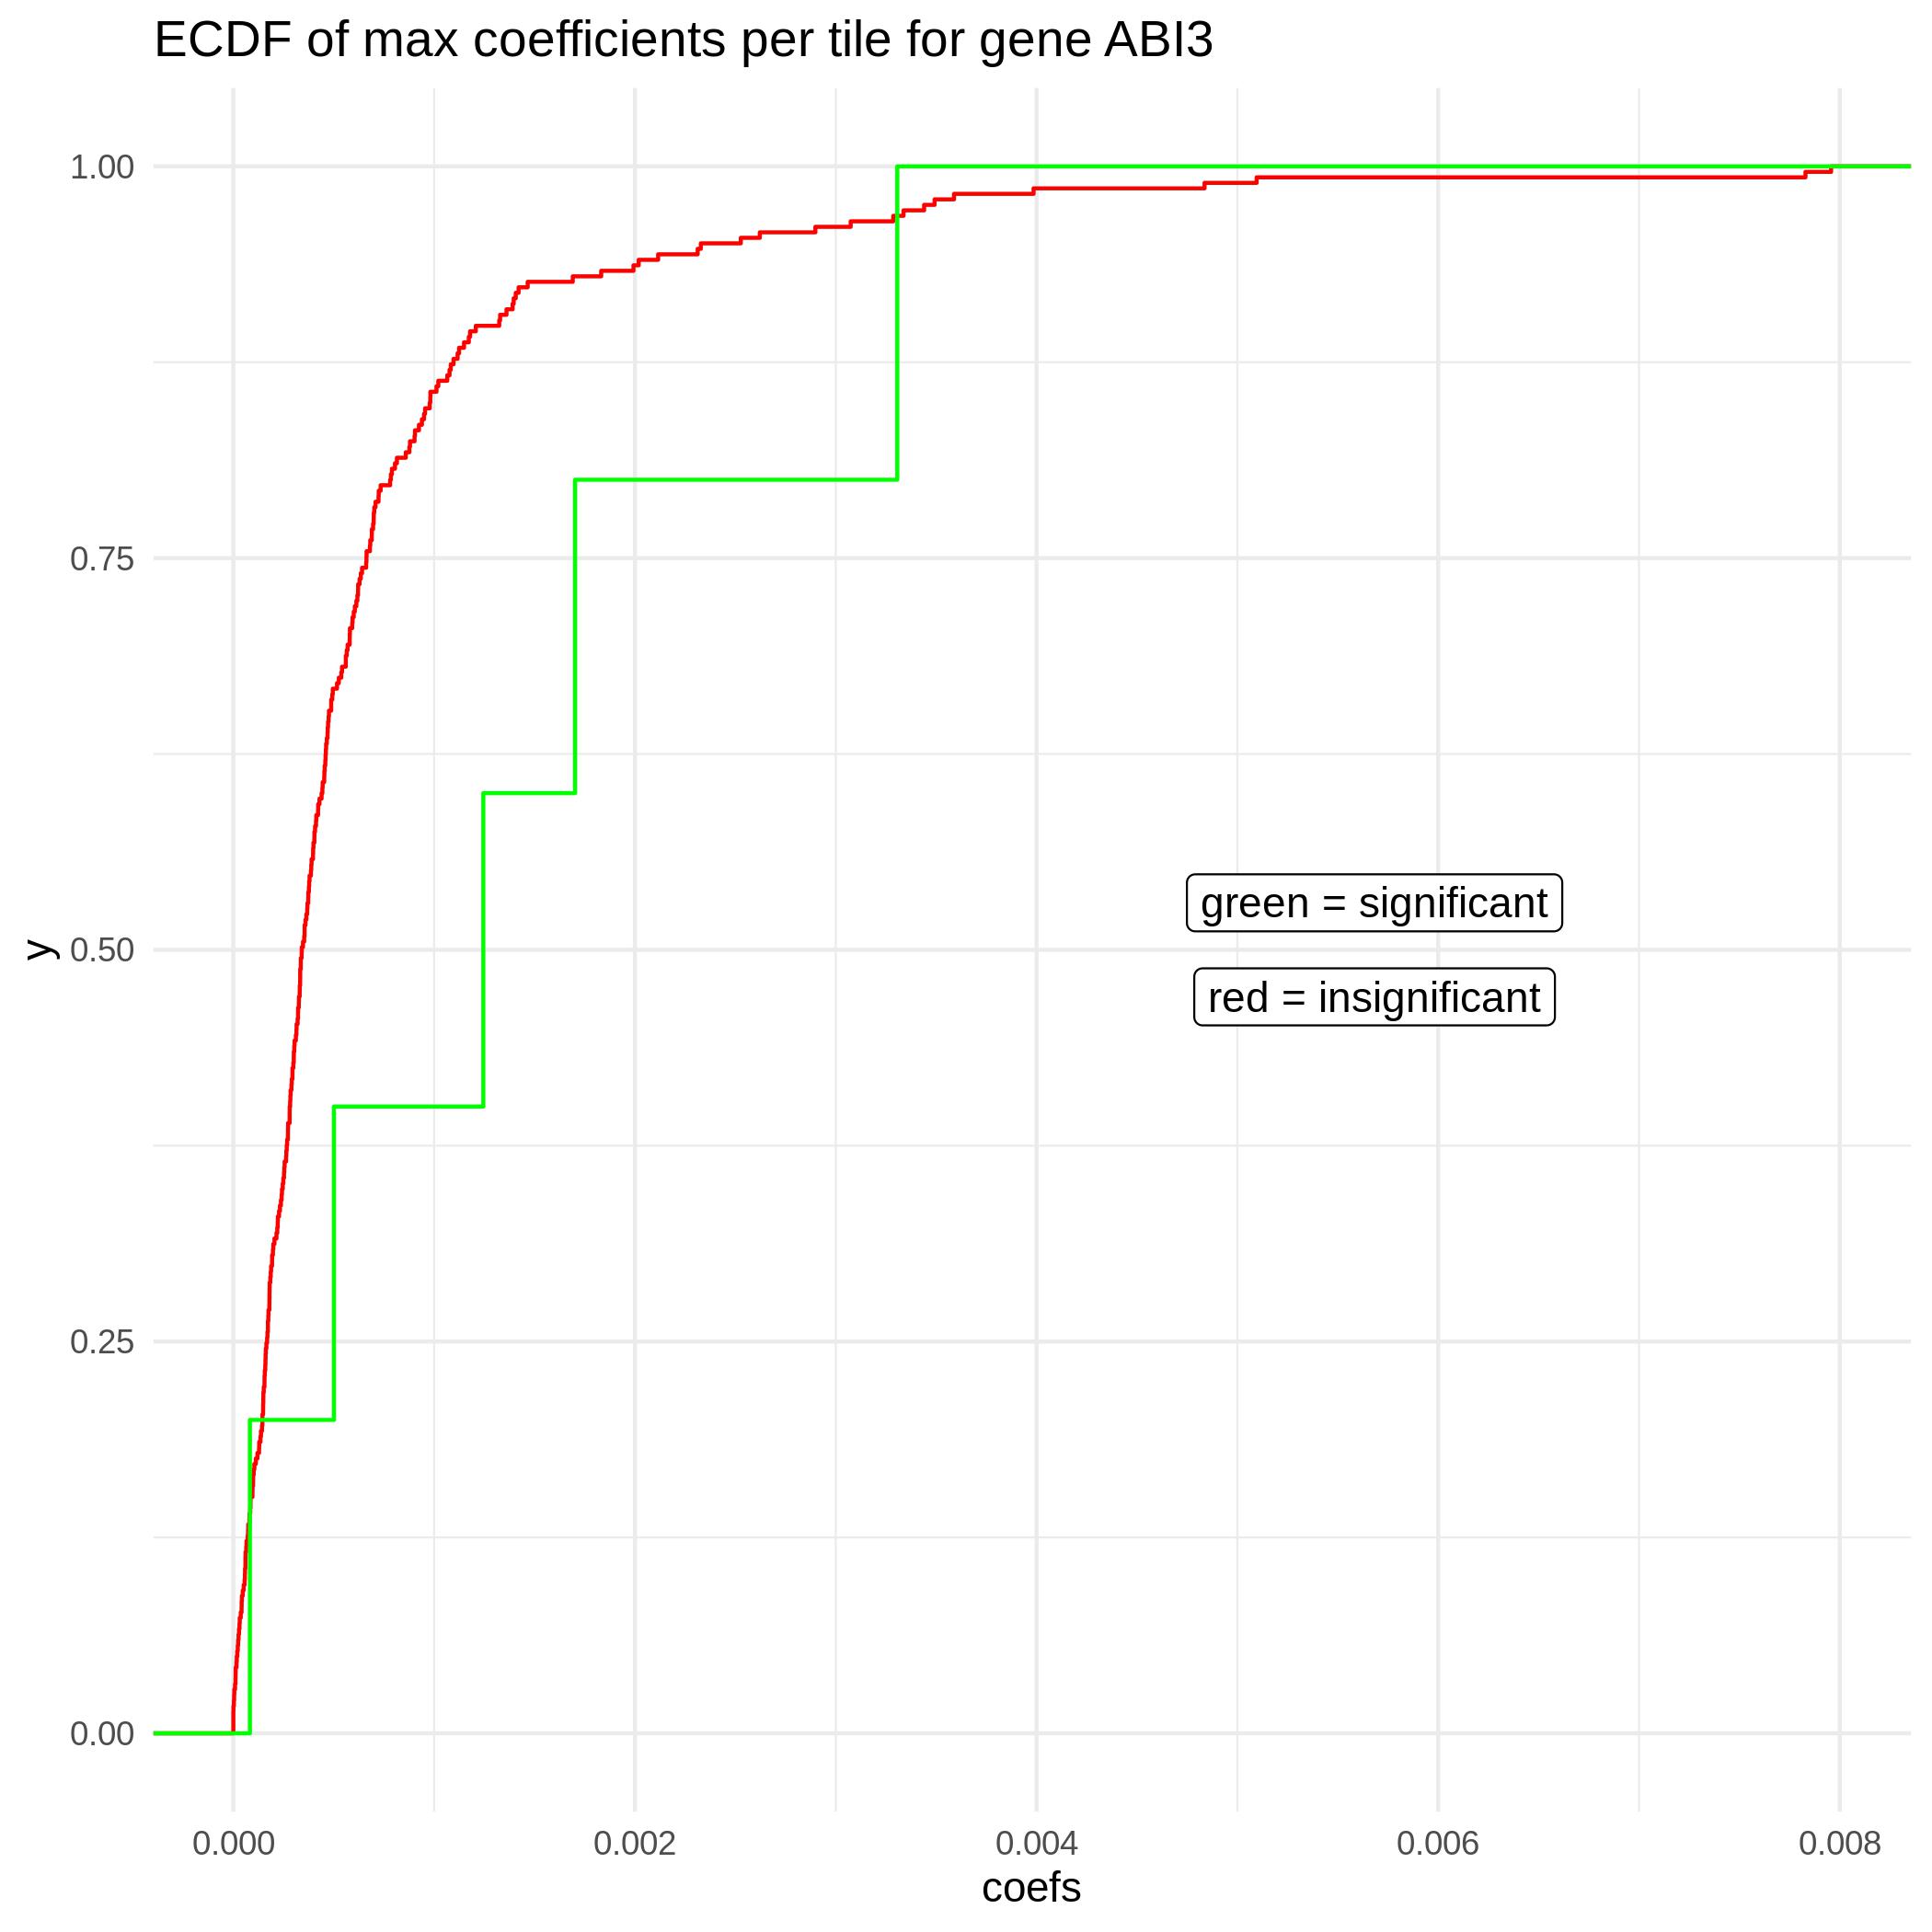 ECDF of max coefficients per tile for gene ABI3
1.00
0.75
0.50
0.25
0.00
y
green = significant
red = insignificant
0.000 0.002 0.004 0.006 0.008
coefs